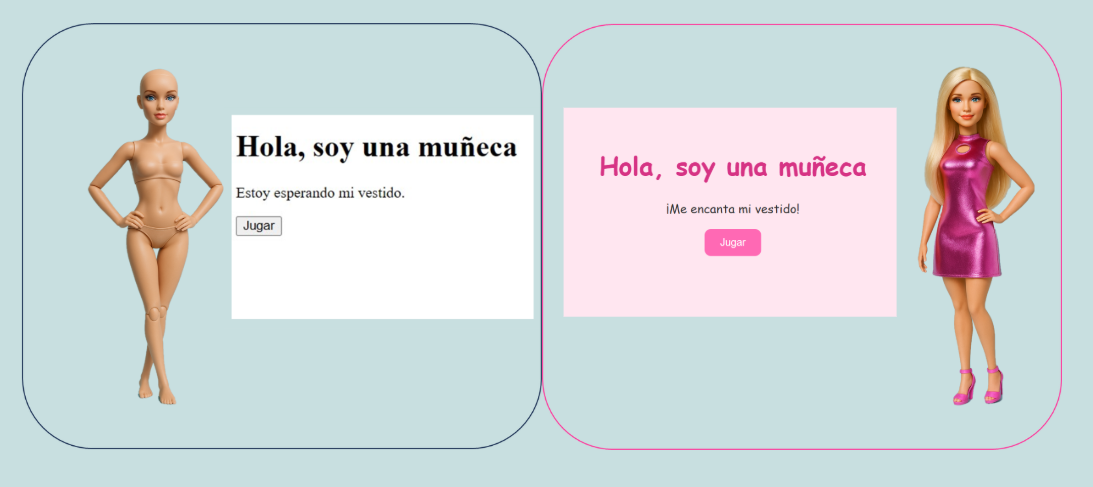 Hola, soy una muñeca
Estoy esperando mi vestido.
Jugar
Hola, soy una muñeca
¡Me encanta mi vestido!
Jugar